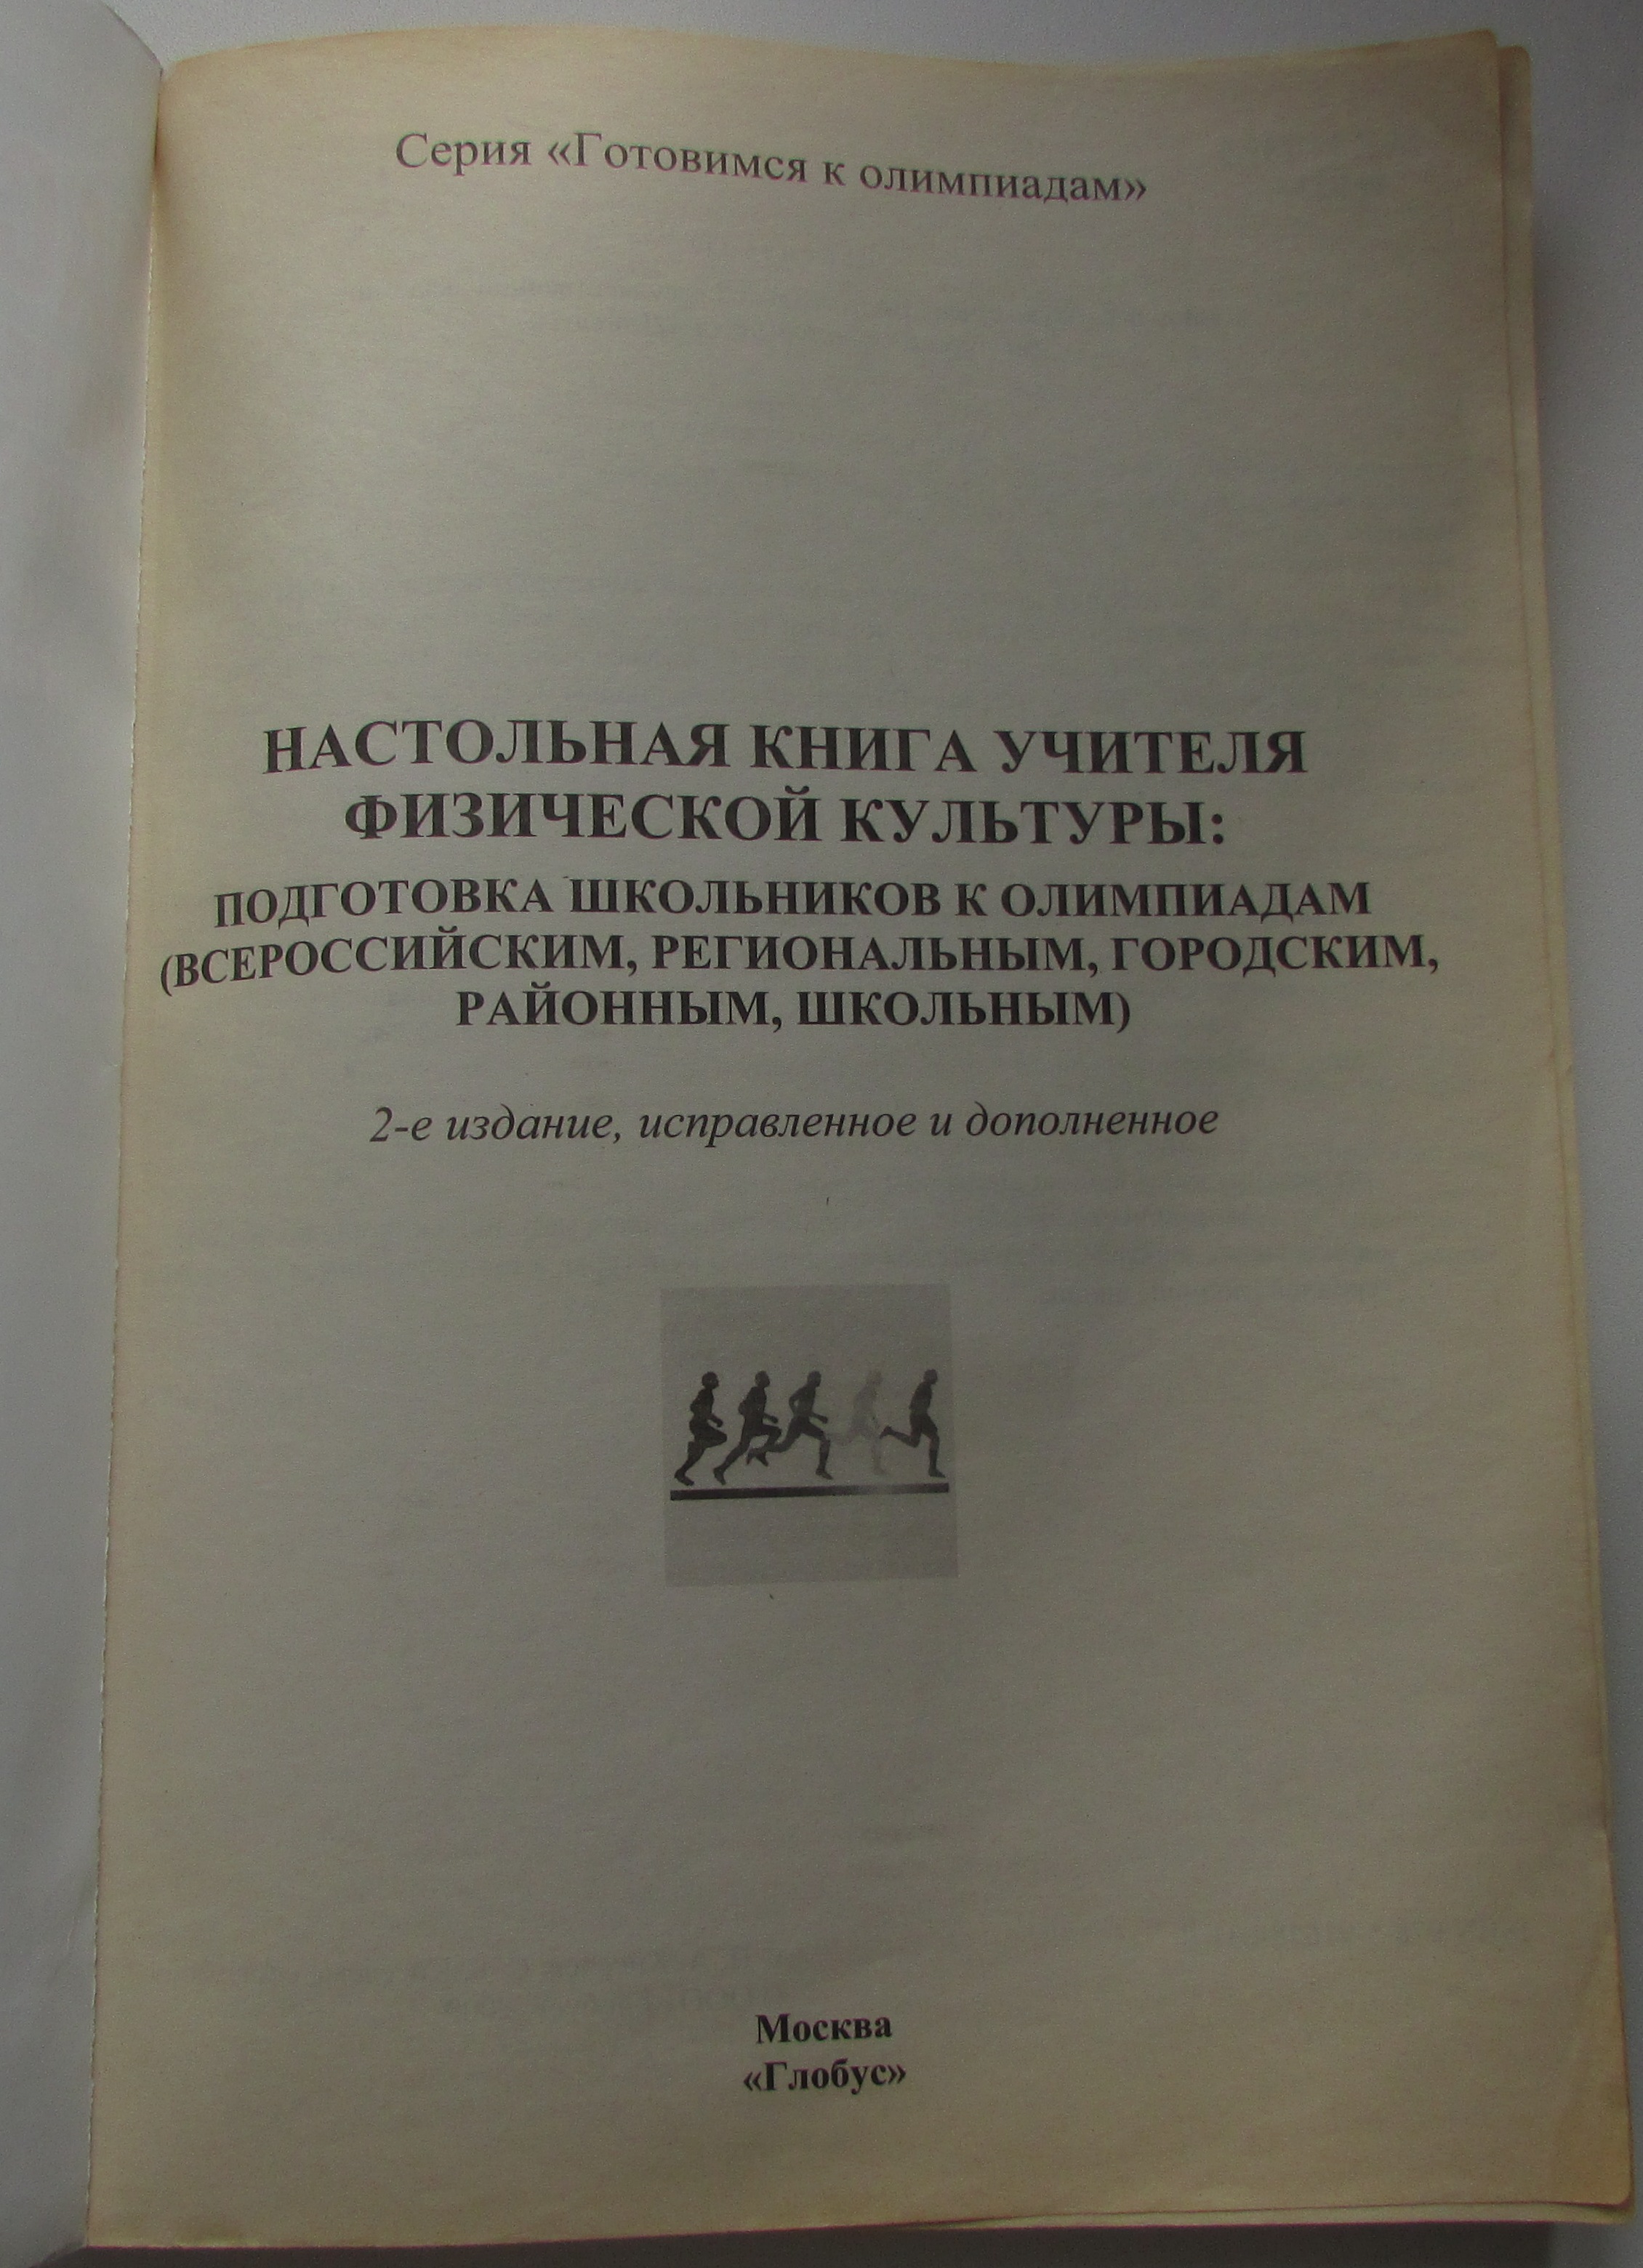 Серия «Готовимся к олимпиадам»
НАСТОЛЬНАЯ КНИГА УЧИТЕЛЯ
ФИЗИЧЕСКОЙ КУЛЬТУРЫ:
ПОДГОТОВКА ШКОЛЬНИКОВ К ОЛИМПИАДАМ
(ВСЕРОССИЙСКИМ, РЕГИОНАЛЬНЫМ, ГОРОДСКИМ,
РАЙОННЫМ, ШКОЛЬНЫМ)
2-е издание, исправленное и дополненное
Москва
«Глобус»